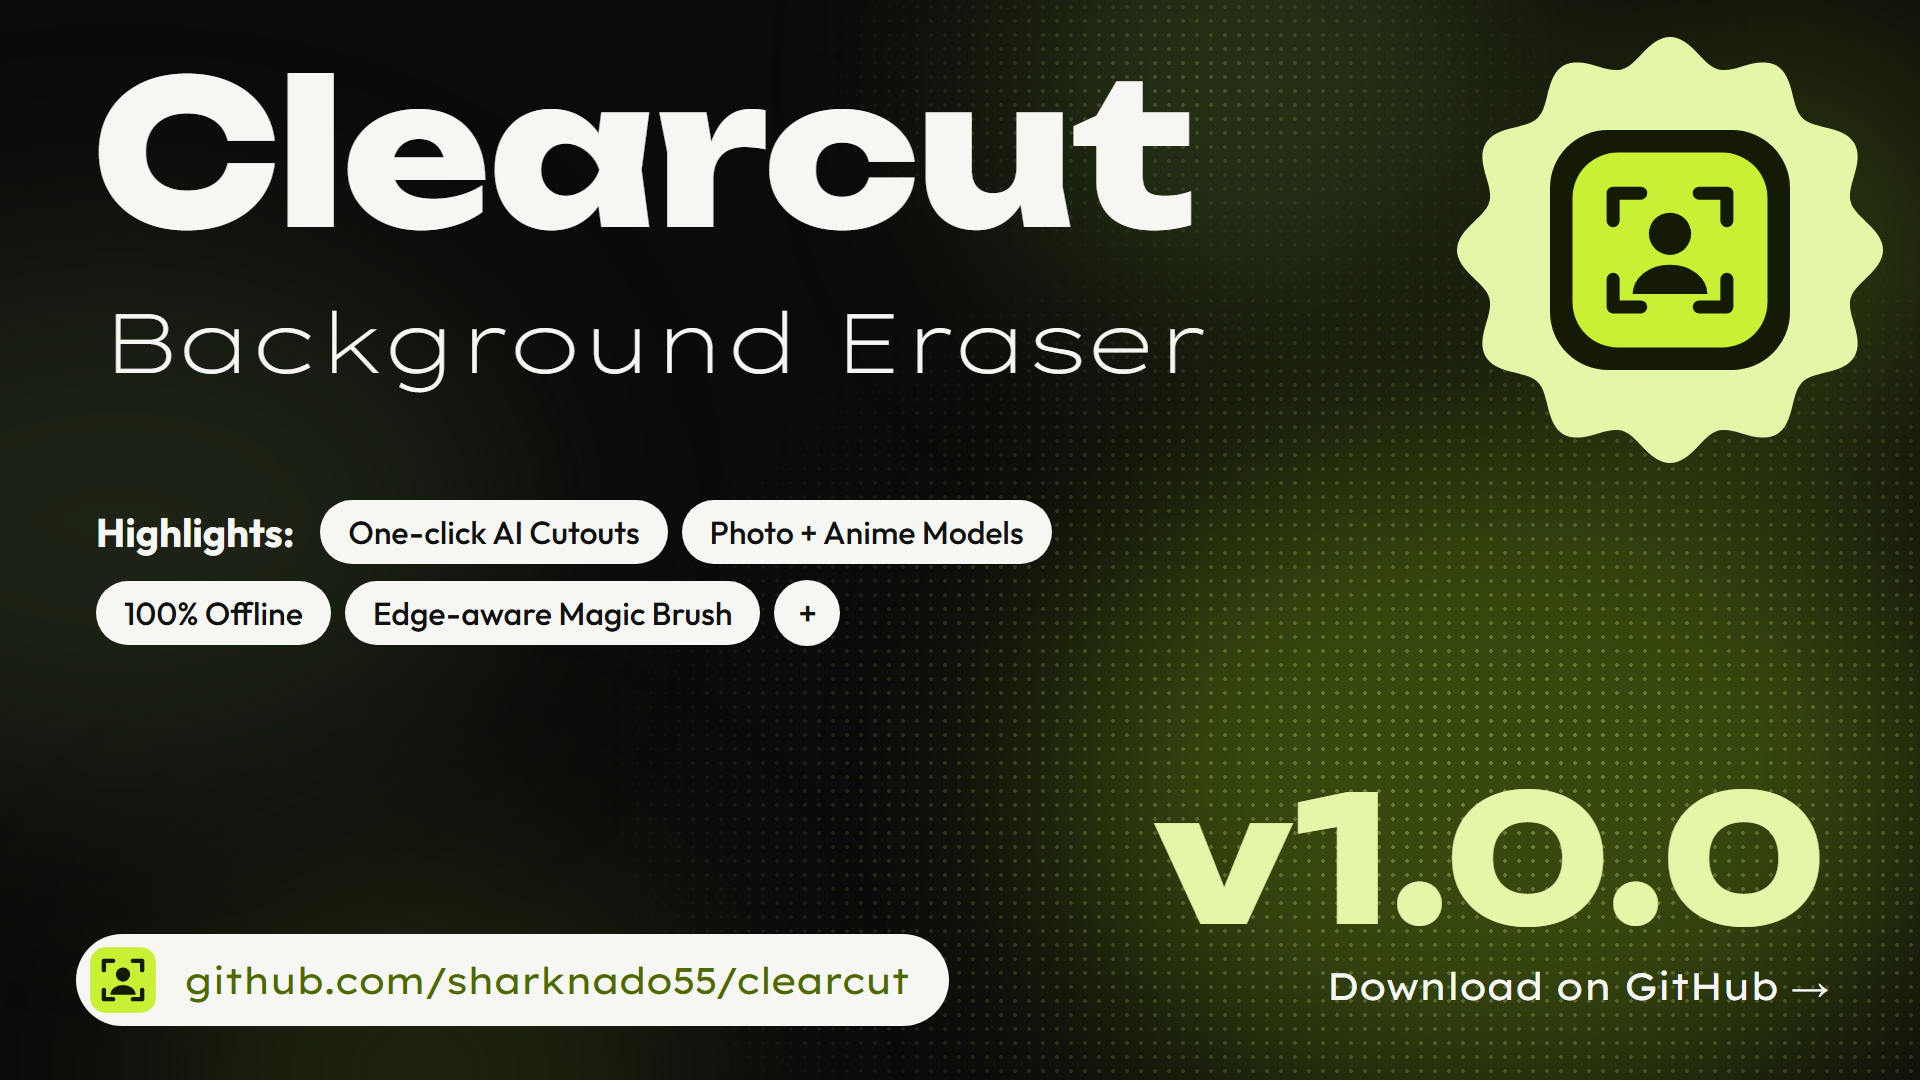 Clearcut
Background Eraser
Highlights: One-click AI Cutouts Photo + Anime Models
100% Offline Edge-aware Magic Brush +
v1.0.0
github.com/sharknado55/clearcut
Download on GitHub →